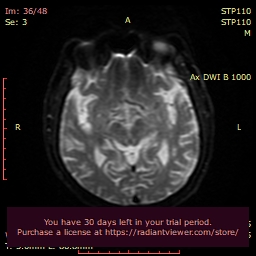 Im: 36/48
Se: 3
A
STP110
STP110
M
Ax DWI B 1000
R
L
You have 30 days left in your trial period.
Purchase a license at https://radiantviewer.com/store/